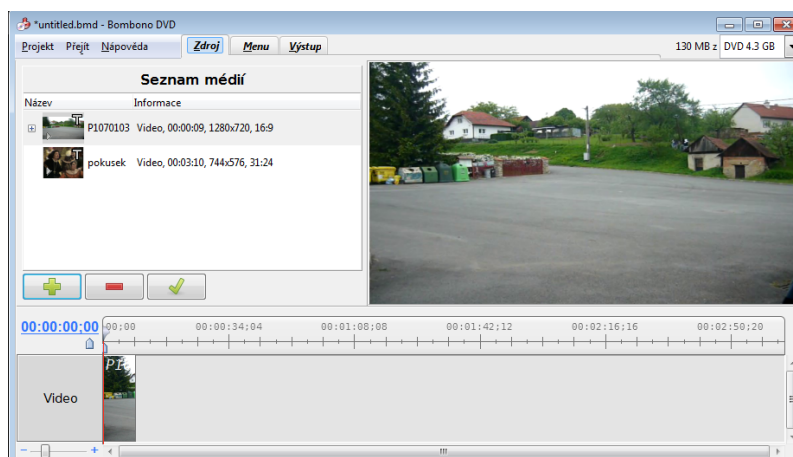 *untitled.bmd - Bombono DVD
Projekt Přejít Nápověda Zdroj Menu Výstup 130 MB z DVD 4.3 GB
Seznam médií
Název Informace
P1070103 Video, 00:00:09, 1280x720, 16:9
pokusek Video, 00:03:10, 744x576, 31:24
00:00:00;00 00:00 00:00:34;04 00:01:08;08 00:01:42;12 00:02:16;16 00:02:50;20
Video